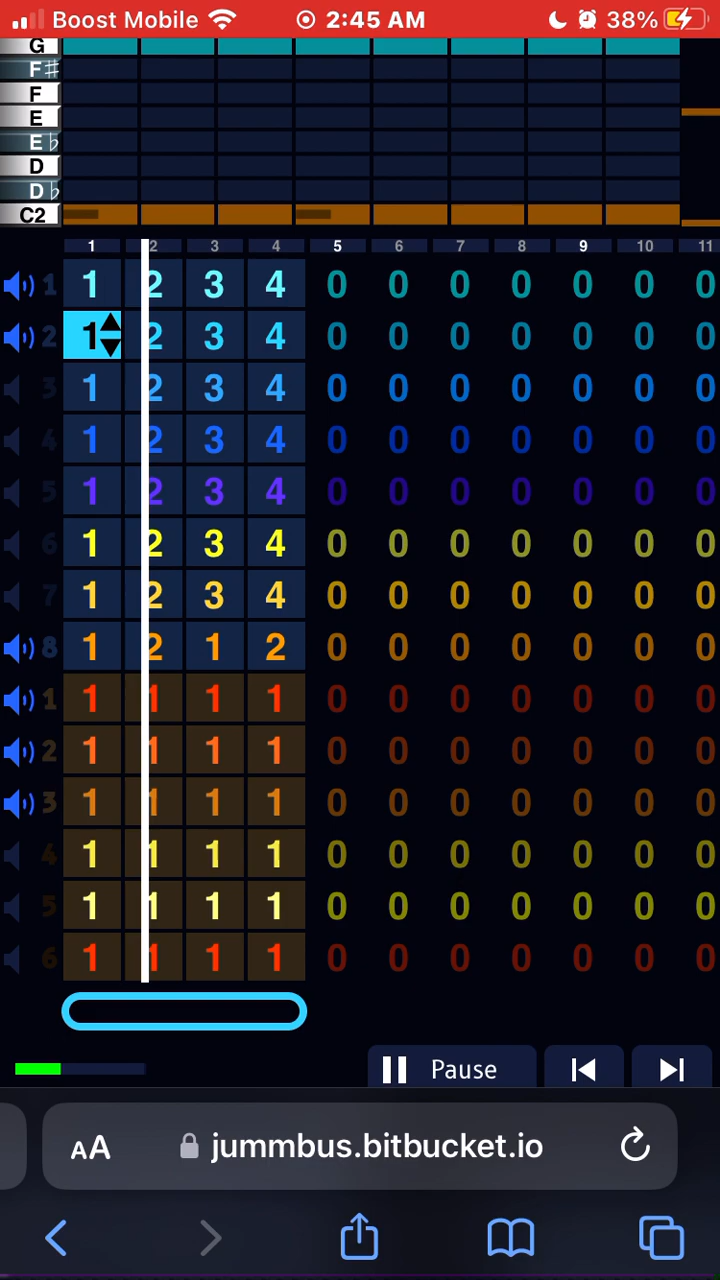 Boost Mobile 2:45 AM 38%
G
F♯
F
E
E♭
D
D♭
C2
1 2 3 4 5 6 7 8 9 10 11
1 1 2 3 4 0 0 0 0 0 0 0
2 1 2 3 4 0 0 0 0 0 0 0
3 1 2 3 4 0 0 0 0 0 0 0
4 1 2 3 4 0 0 0 0 0 0 0
5 1 2 3 4 0 0 0 0 0 0 0
6 1 2 3 4 0 0 0 0 0 0 0
7 1 2 3 4 0 0 0 0 0 0 0
8 1 2 1 2 0 0 0 0 0 0 0
1 1 1 1 1 0 0 0 0 0 0 0
2 1 1 1 1 0 0 0 0 0 0 0
3 1 1 1 1 0 0 0 0 0 0 0
4 1 1 1 1 0 0 0 0 0 0 0
5 1 1 1 1 0 0 0 0 0 0 0
6 1 1 1 1 0 0 0 0 0 0 0
Pause
AA jummbus.bitbucket.io